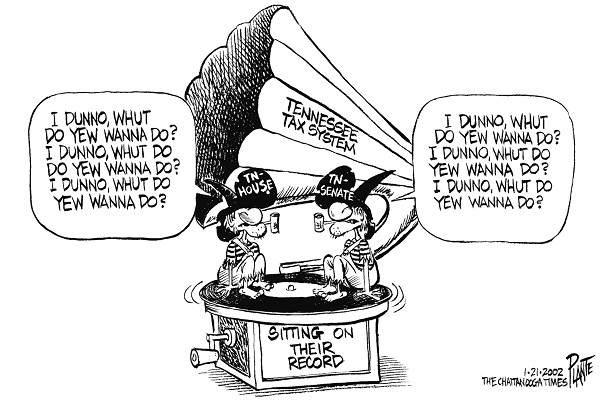 TENNESSEE
TAX SYSTEM
I DUNNO, WHUT
DO YEW WANNA DO?
I DUNNO, WHUT DO
DO YEW WANNA DO?
I DUNNO, WHUT DO
YEW WANNA DO?
I DUNNO, WHUT
DO YEW WANNA DO?
I DUNNO, WHUT DO
YEW WANNA DO?
I DUNNO, WHUT DO
YEW WANNA DO?
TN-
HOUSE
TN-
SENATE
SITTING ON
THEIR
RECORD
1·21·2002
THE CHATTANOOGA TIMES
PLANTE